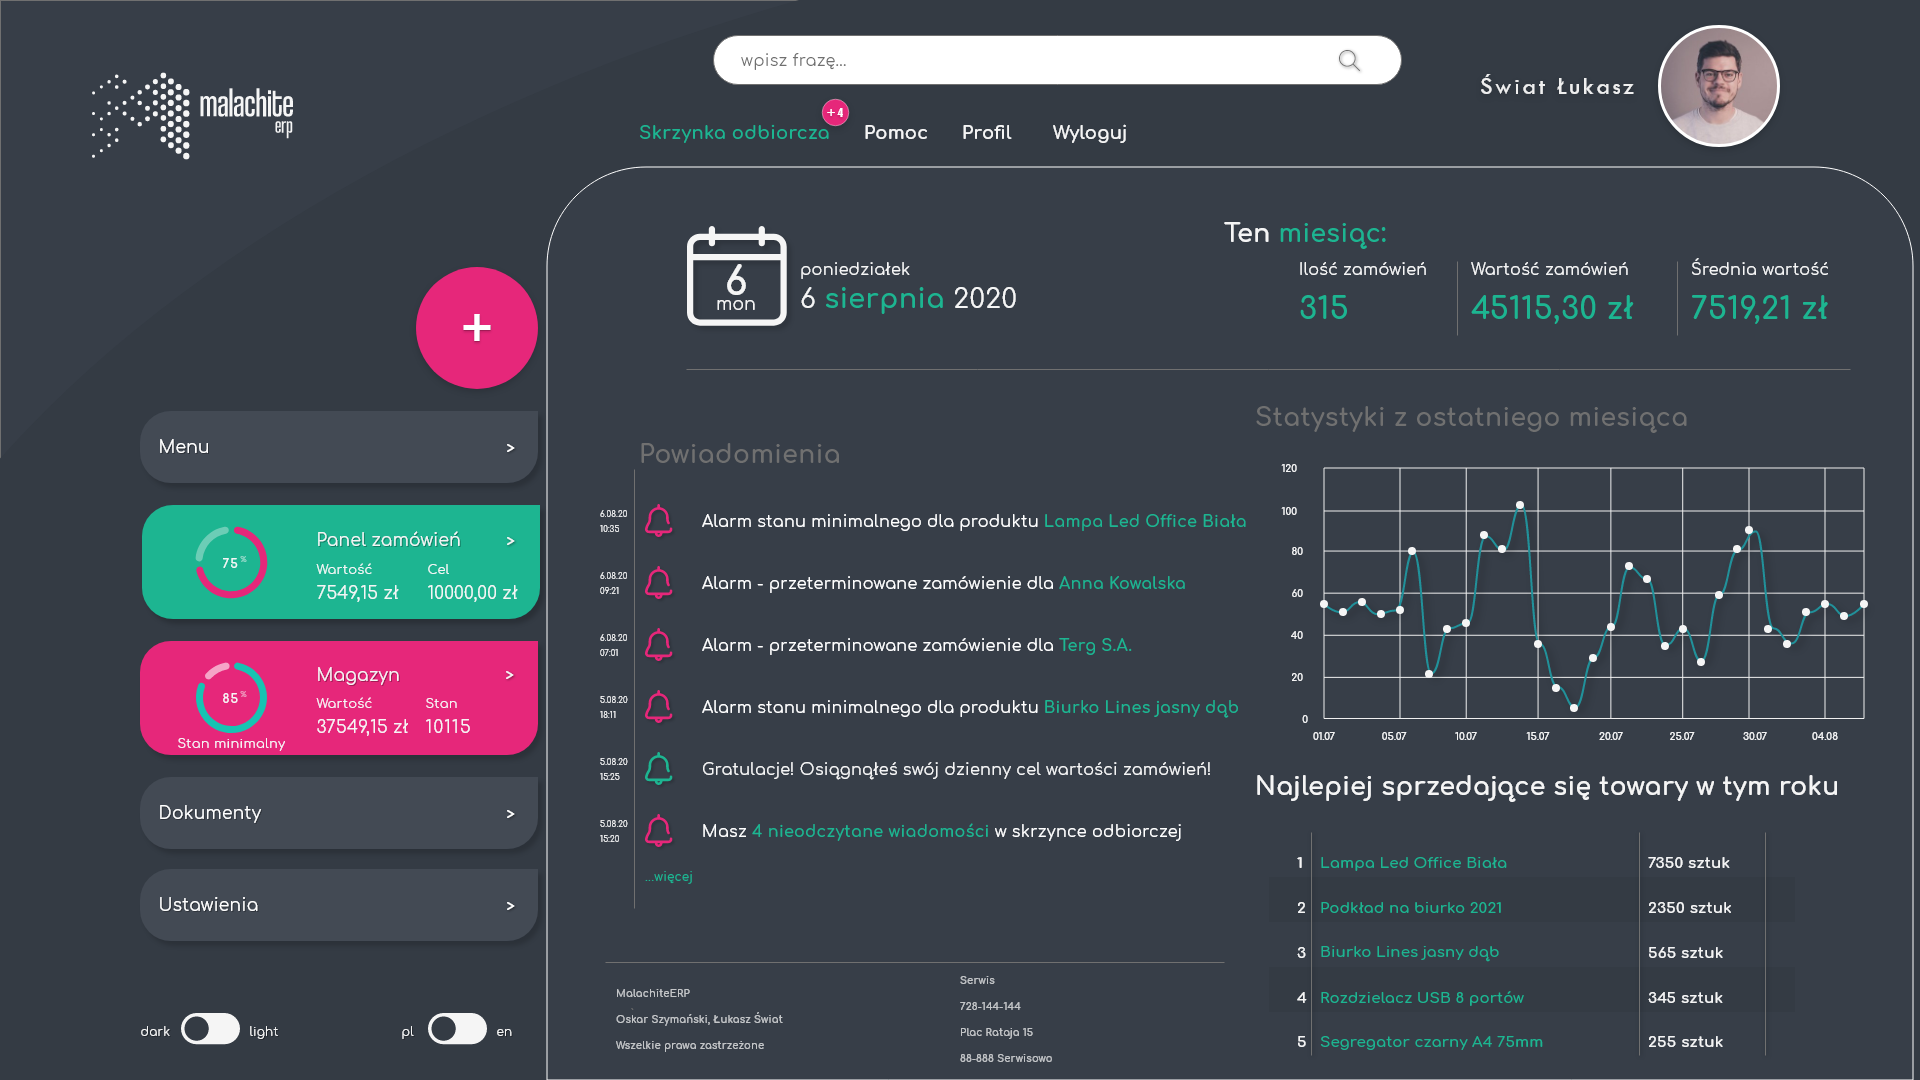 malachite
erp
wpisz frazę...
Świat Łukasz
Skrzynka odbiorcza
+4
Pomoc
Profil
Wyloguj
6
mon
poniedziałek
6 sierpnia 2020
Ten miesiąc:
Ilość zamówień
315
Wartość zamówień
45115,30 zł
Średnia wartość
7519,21 zł
+
Menu >
75%
Panel zamówień >
Wartość
7549,15 zł
Cel
10000,00 zł
85%
Stan minimalny
Magazyn >
Wartość
37549,15 zł
Stan
10115
Dokumenty >
Ustawienia >
dark light
pl en
Powiadomienia
6.08.20
10:35
Alarm stanu minimalnego dla produktu Lampa Led Office Biała
6.08.20
09:21
Alarm - przeterminowane zamówienie dla Anna Kowalska
6.08.20
07:01
Alarm - przeterminowane zamówienie dla Terg S.A.
5.08.20
18:11
Alarm stanu minimalnego dla produktu Biurko Lines jasny dąb
5.08.20
15:25
Gratulacje! Osiągnąłeś swój dzienny cel wartości zamówień!
5.08.20
15:20
Masz 4 nieodczytane wiadomości w skrzynce odbiorczej
...więcej
Statystyki z ostatniego miesiąca
120
100
80
60
40
20
0
01.07 05.07 10.07 15.07 20.07 25.07 30.07 04.08
Najlepiej sprzedające się towary w tym roku
1 Lampa Led Office Biała 7350 sztuk
2 Podkład na biurko 2021 2350 sztuk
3 Biurko Lines jasny dąb 565 sztuk
4 Rozdzielacz USB 8 portów 345 sztuk
5 Segregator czarny A4 75mm 255 sztuk
MalachiteERP
Oskar Szymański, Łukasz Świat
Wszelkie prawa zastrzeżone
Serwis
728-144-144
Plac Rataja 15
88-888 Serwisowo